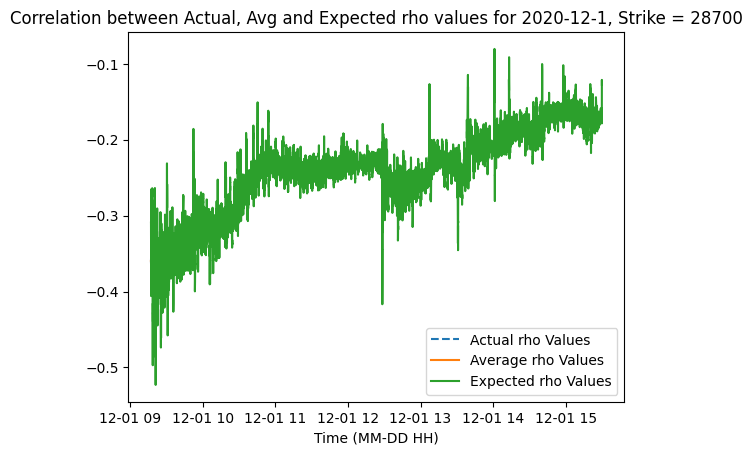 Correlation between Actual, Avg and Expected rho values for 2020-12-1, Strike = 28700
−0.1
−0.2
−0.3
−0.4
−0.5
Actual rho Values
Average rho Values
Expected rho Values
12-01 09 12-01 10 12-01 11 12-01 12 12-01 13 12-01 14 12-01 15
Time (MM-DD HH)